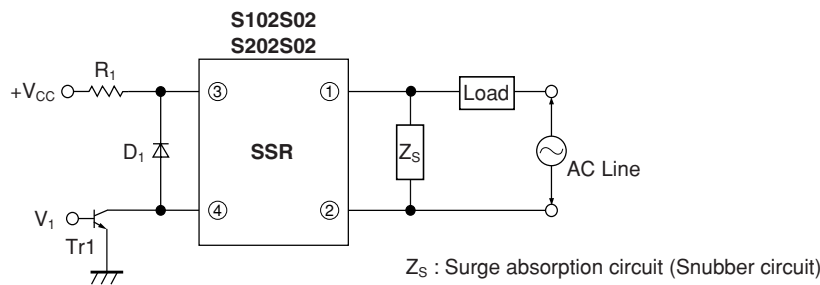 S102S02
S202S02
R1
+VCC
③
①
Load
D1
SSR
ZS
AC Line
V1
④
②
Tr1
ZS : Surge absorption circuit (Snubber circuit)